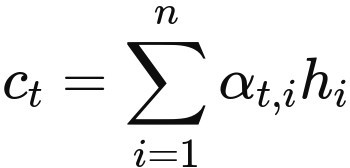 $c_t = \sum_{i=1}^{n} \alpha_{t,i} h_i$